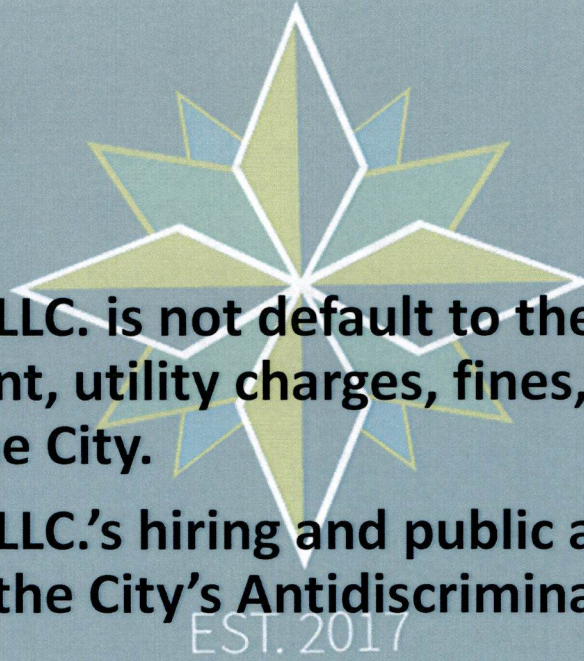 LLC. is not default to the
nt, utility charges, fines,
e City.
LLC.'s hiring and public a
the City's Antidiscrimina
EST. 2017